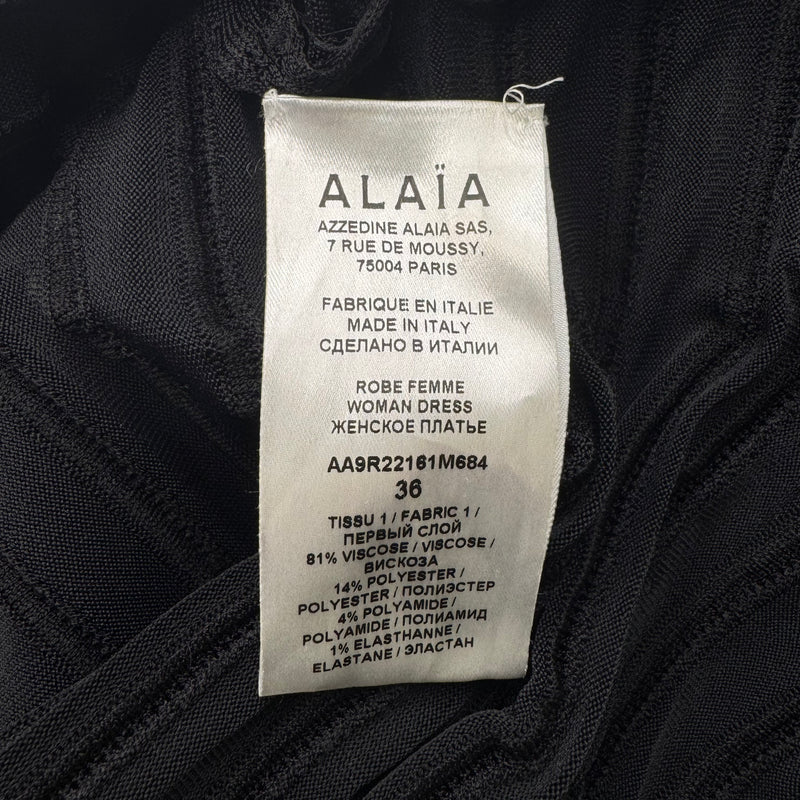 ALAÏA
AZZEDINE ALAIA SAS,
7 RUE DE MOUSSY,
75004 PARIS
FABRIQUE EN ITALIE
MADE IN ITALY
СДЕЛАНО В ИТАЛИИ
ROBE FEMME
WOMAN DRESS
ЖЕНСКОЕ ПЛАТЬЕ
AA9R22161M684
36
TISSU 1 / FABRIC 1 /
ПЕРВЫЙ СЛОЙ
81% VISCOSE / VISCOSE /
ВИСКОЗА
14% POLYESTER /
POLYESTER / ПОЛИЭСТЕР
4% POLYAMIDE /
POLYAMIDE / ПОЛИАМИД
1% ELASTHANNE /
ELASTANE / ЭЛАСТАН